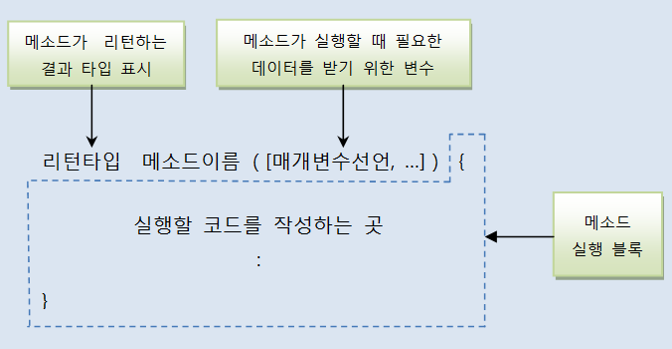 메소드가 리턴하는
결과 타입 표시
메소드가 실행할 때 필요한
데이터를 받기 위한 변수
리턴타입 메소드이름 ( [매개변수선언, ...] ) {
실행할 코드를 작성하는 곳
:
}
메소드
실행 블록